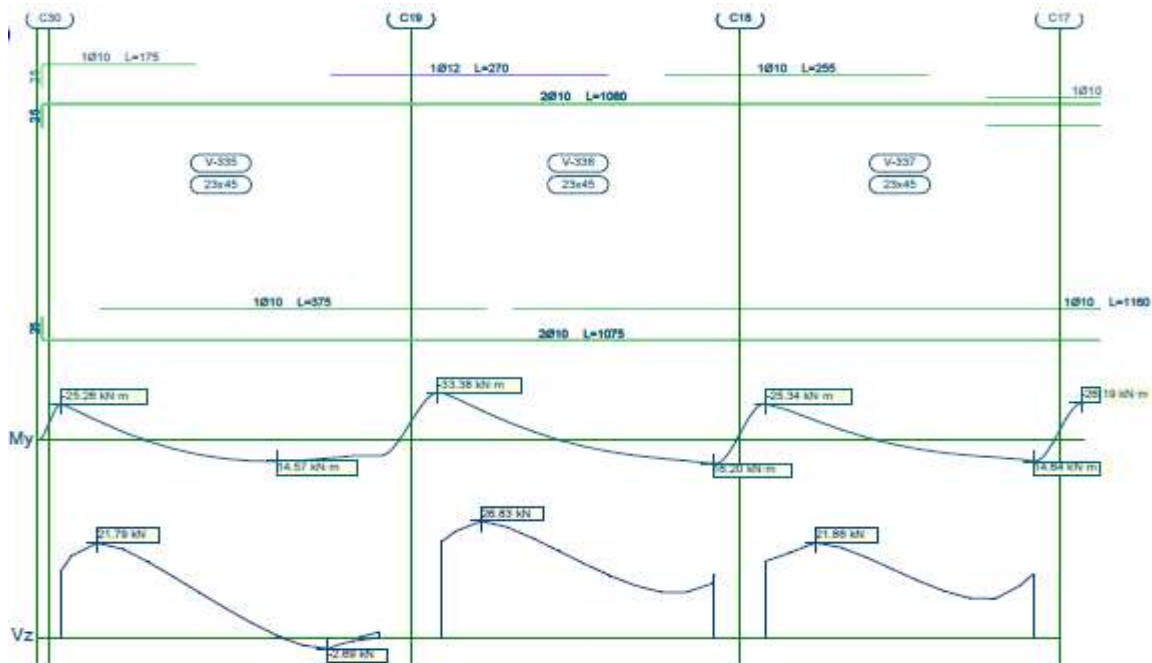 C30 C19 C18 C17
1Ø10 L=175
1Ø12 L=270
1Ø10 L=255
1Ø10
2Ø10 L=1080
V-335 V-336 V-337
23x45 23x45 23x45
1Ø10 L=375
1Ø10 L=1160
2Ø10 L=1075
My
-25.28 kN·m
-33.38 kN·m
-25.34 kN·m
14.57 kN·m
14.64 kN·m
Vz
21.79 kN
26.83 kN
21.88 kN
-2.69 kN